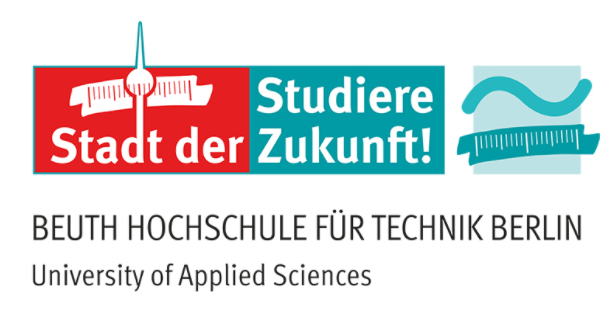 Studiere
Stadt der Zukunft!
BEUTH HOCHSCHULE FÜR TECHNIK BERLIN
University of Applied Sciences